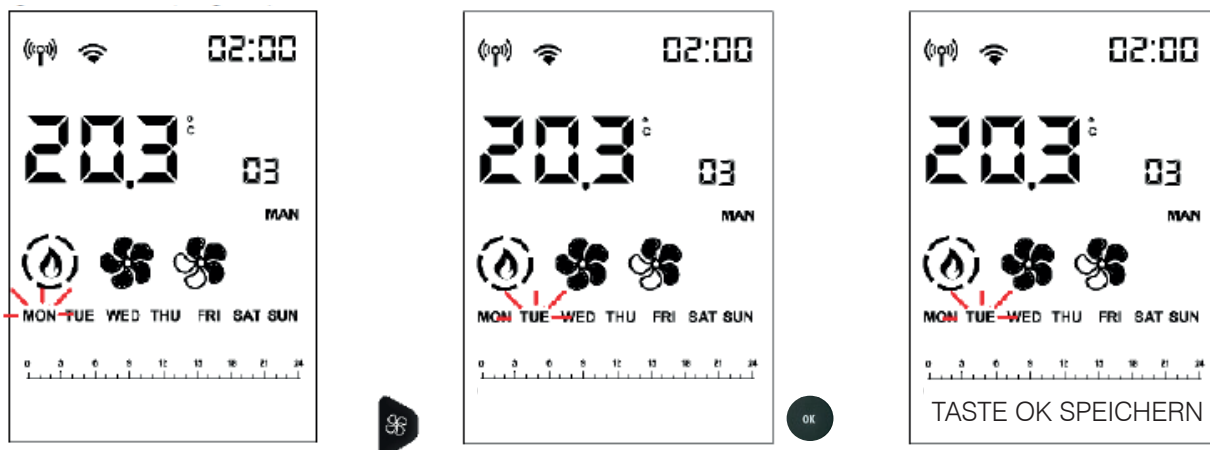 02:00
20.3 °C
03
MAN
MON TUE WED THU FRI SAT SUN
0 3 6 9 12 15 18 21 24
02:00
20.3 °C
03
MAN
MON TUE WED THU FRI SAT SUN
0 3 6 9 12 15 18 21 24
OK
02:00
20.3 °C
03
MAN
MON TUE WED THU FRI SAT SUN
0 3 6 9 12 15 18 21 24
TASTE OK SPEICHERN